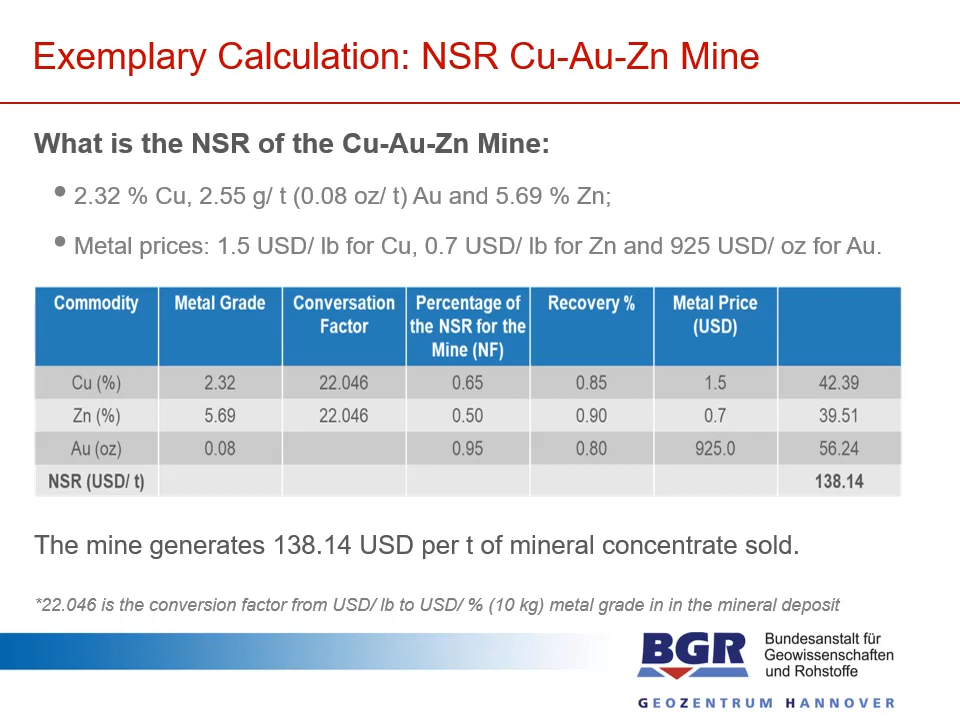 Exemplary Calculation: NSR Cu-Au-Zn Mine
What is the NSR of the Cu-Au-Zn Mine:
• 2.32 % Cu, 2.55 g/ t (0.08 oz/ t) Au and 5.69 % Zn;
• Metal prices: 1.5 USD/ lb for Cu, 0.7 USD/ lb for Zn and 925 USD/ oz for Au.
Commodity Metal Grade Conversation Factor Percentage of the NSR for the Mine (NF) Recovery % Metal Price (USD)
Cu (%) 2.32 22.046 0.65 0.85 1.5 42.39
Zn (%) 5.69 22.046 0.50 0.90 0.7 39.51
Au (oz) 0.08 0.95 0.80 925.0 56.24
NSR (USD/ t) 138.14
The mine generates 138.14 USD per t of mineral concentrate sold.
*22.046 is the conversion factor from USD/ lb to USD/ % (10 kg) metal grade in in the mineral deposit
BGR
Bundesanstalt für
Geowissenschaften
und Rohstoffe
GEOZENTRUM HANNOVER